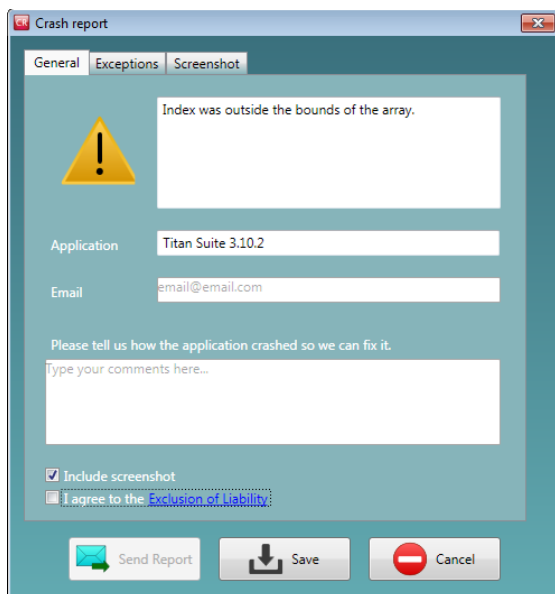 CR Crash report
General Exceptions Screenshot
Index was outside the bounds of the array.
Application Titan Suite 3.10.2
Email email@email.com
Please tell us how the application crashed so we can fix it.
Type your comments here...
Include screenshot
I agree to the Exclusion of Liability
Send Report Save Cancel